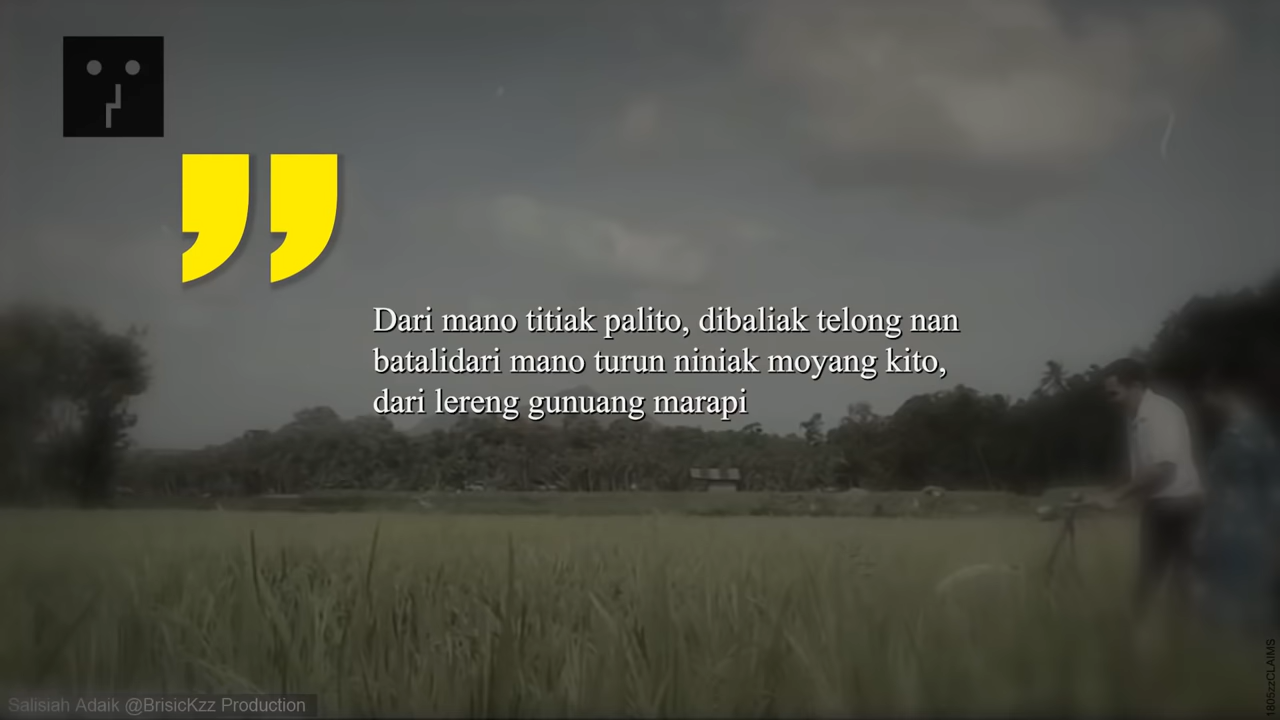 Dari mano titiak palito, dibaliak telong nan
batalidari mano turun niniak moyang kito,
dari lereng gunuang marapi
Salisiah Adaik @BrisicKzz Production
1805zzCLAIMS